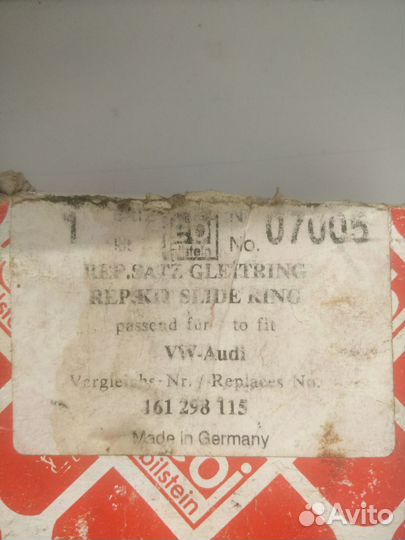 1
No. 07005
bilstein
REP.SATZ GLEITRING
REP.KIT SLIDE RING
passend für / to fit
VW-Audi
Vergleichs-Nr./Replaces No.
161 298 115
Made in Germany
bilstein
Avito